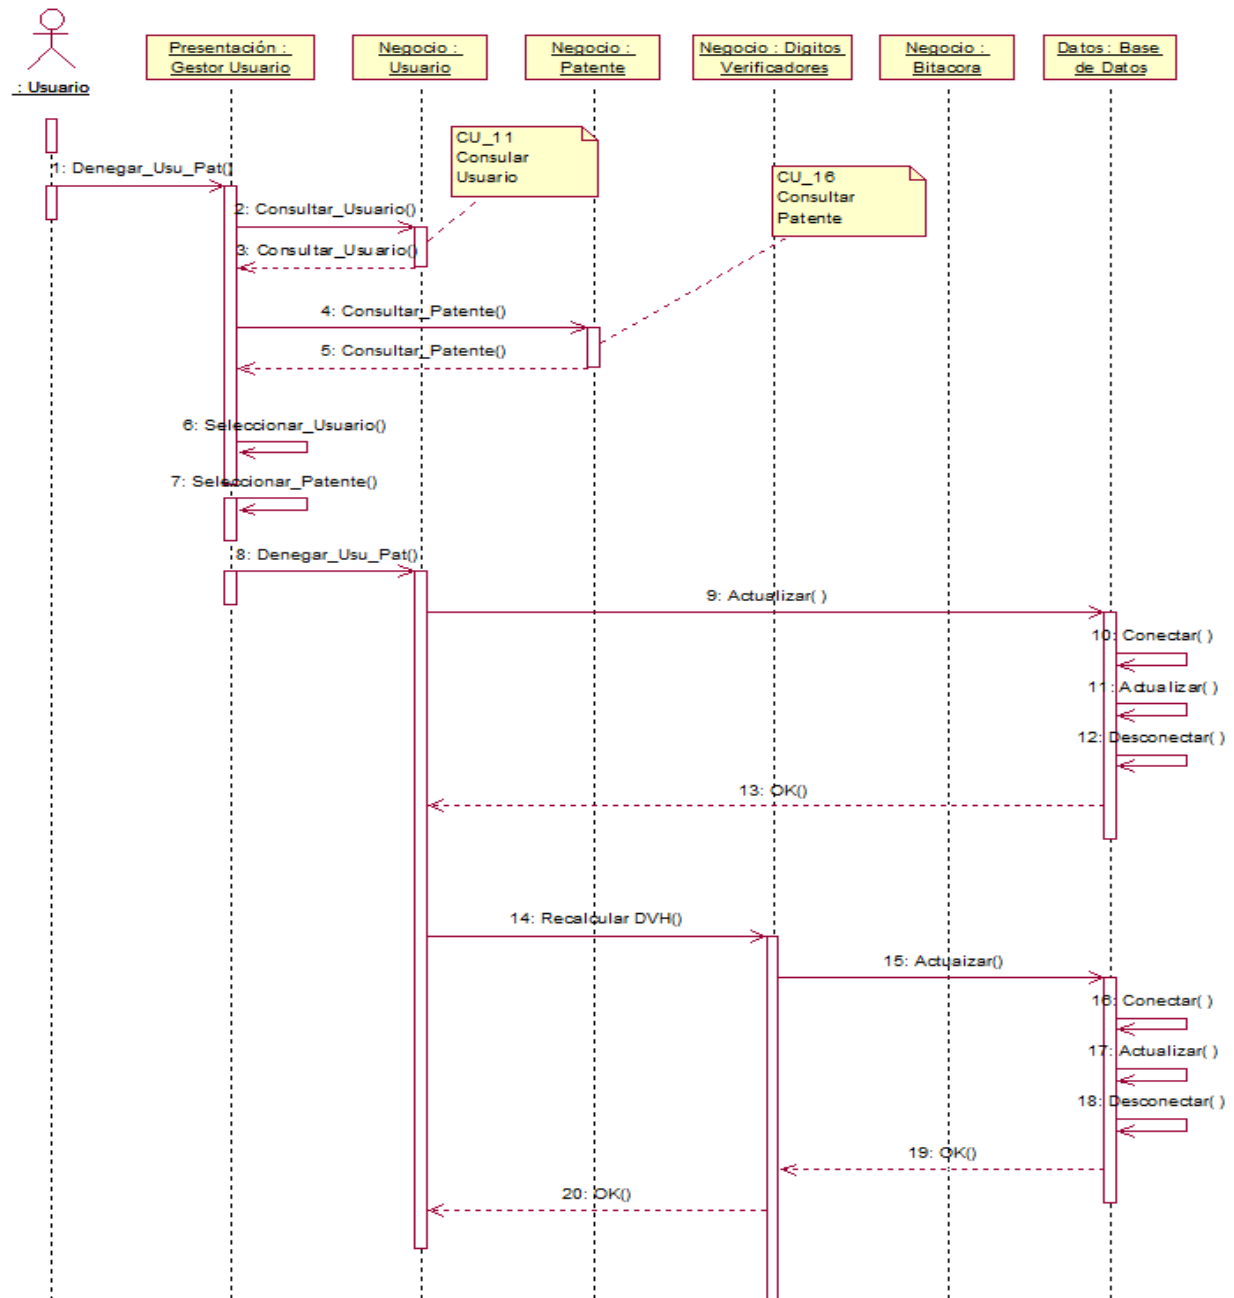 : Usuario
Presentación :
Gestor Usuario
Negocio :
Usuario
Negocio :
Patente
Negocio : Digitos
Verificadores
Negocio :
Bitacora
Datos : Base
de Datos
CU_11
Consular
Usuario
CU_16
Consultar
Patente
1: Denegar_Usu_Pat()
2: Consultar_Usuario()
3: Consultar_Usuario()
4: Consultar_Patente()
5: Consultar_Patente()
6: Seleccionar_Usuario()
7: Seleccionar_Patente()
8: Denegar_Usu_Pat()
9: Actualizar( )
10: Conectar( )
11: Actualizar( )
12: Desconectar( )
13: OK()
14: Recalcular DVH()
15: Actuaizar()
16: Conectar( )
17: Actualizar( )
18: Desconectar( )
19: OK()
20: OK()